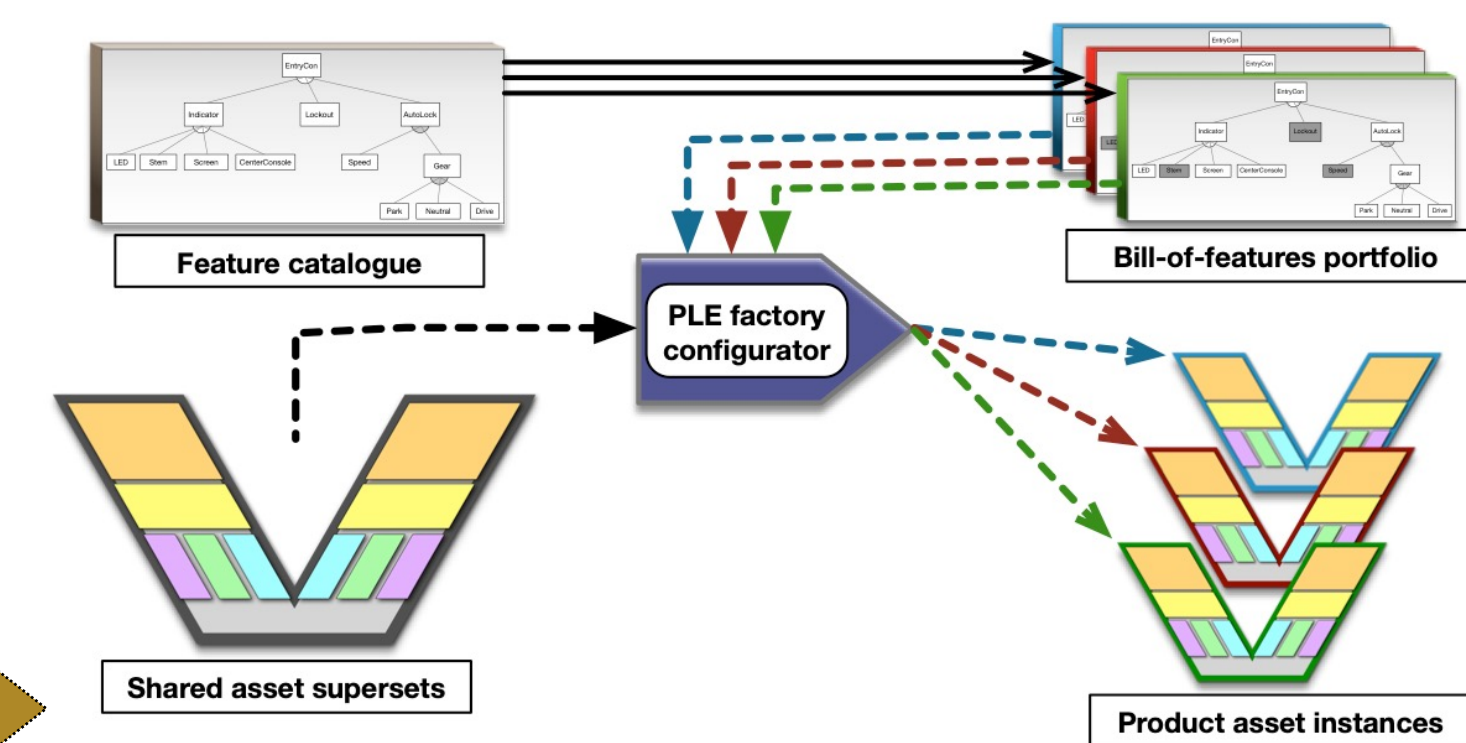 EntryCon
Indicator Lockout AutoLock
LED Stem Screen CenterConsole Speed
Gear
Park Neutral Drive
Feature catalogue
EntryCon
EntryCon
EntryCon
Indicator Lockout AutoLock
LED
LED Stem Screen CenterConsole Speed
Gear
Park Neutral Drive
Bill-of-features portfolio
PLE factory
configurator
Shared asset supersets
Product asset instances